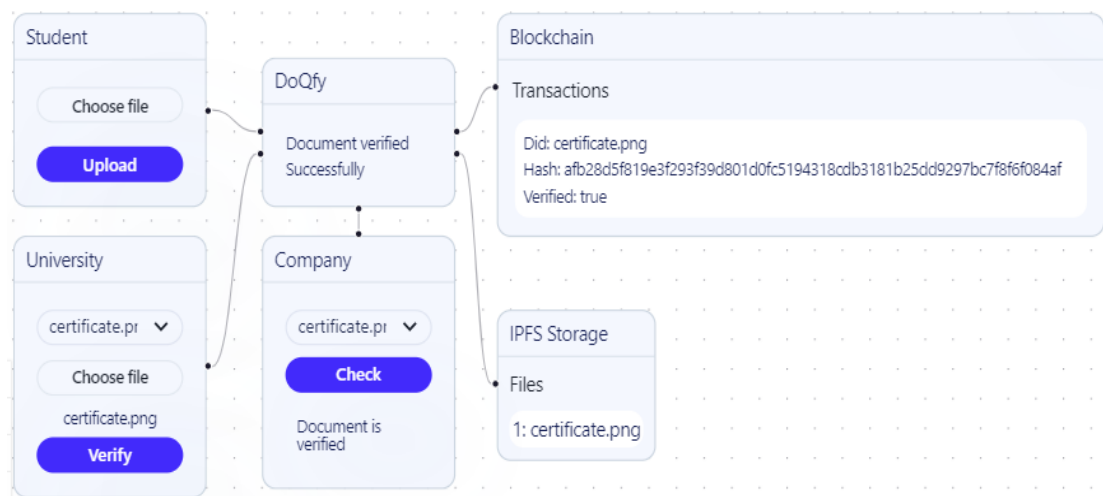 Student
Choose file
Upload
University
certificate.pr
Choose file
certificate.png
Verify
DoQfy
Document verified
Successfully
Company
certificate.pr
Check
Document is
verified
Blockchain
Transactions
Did: certificate.png
Hash: afb28d5f819e3f293f39d801d0fc5194318cdb3181b25dd9297bc7f8f6f084af
Verified: true
IPFS Storage
Files
1: certificate.png